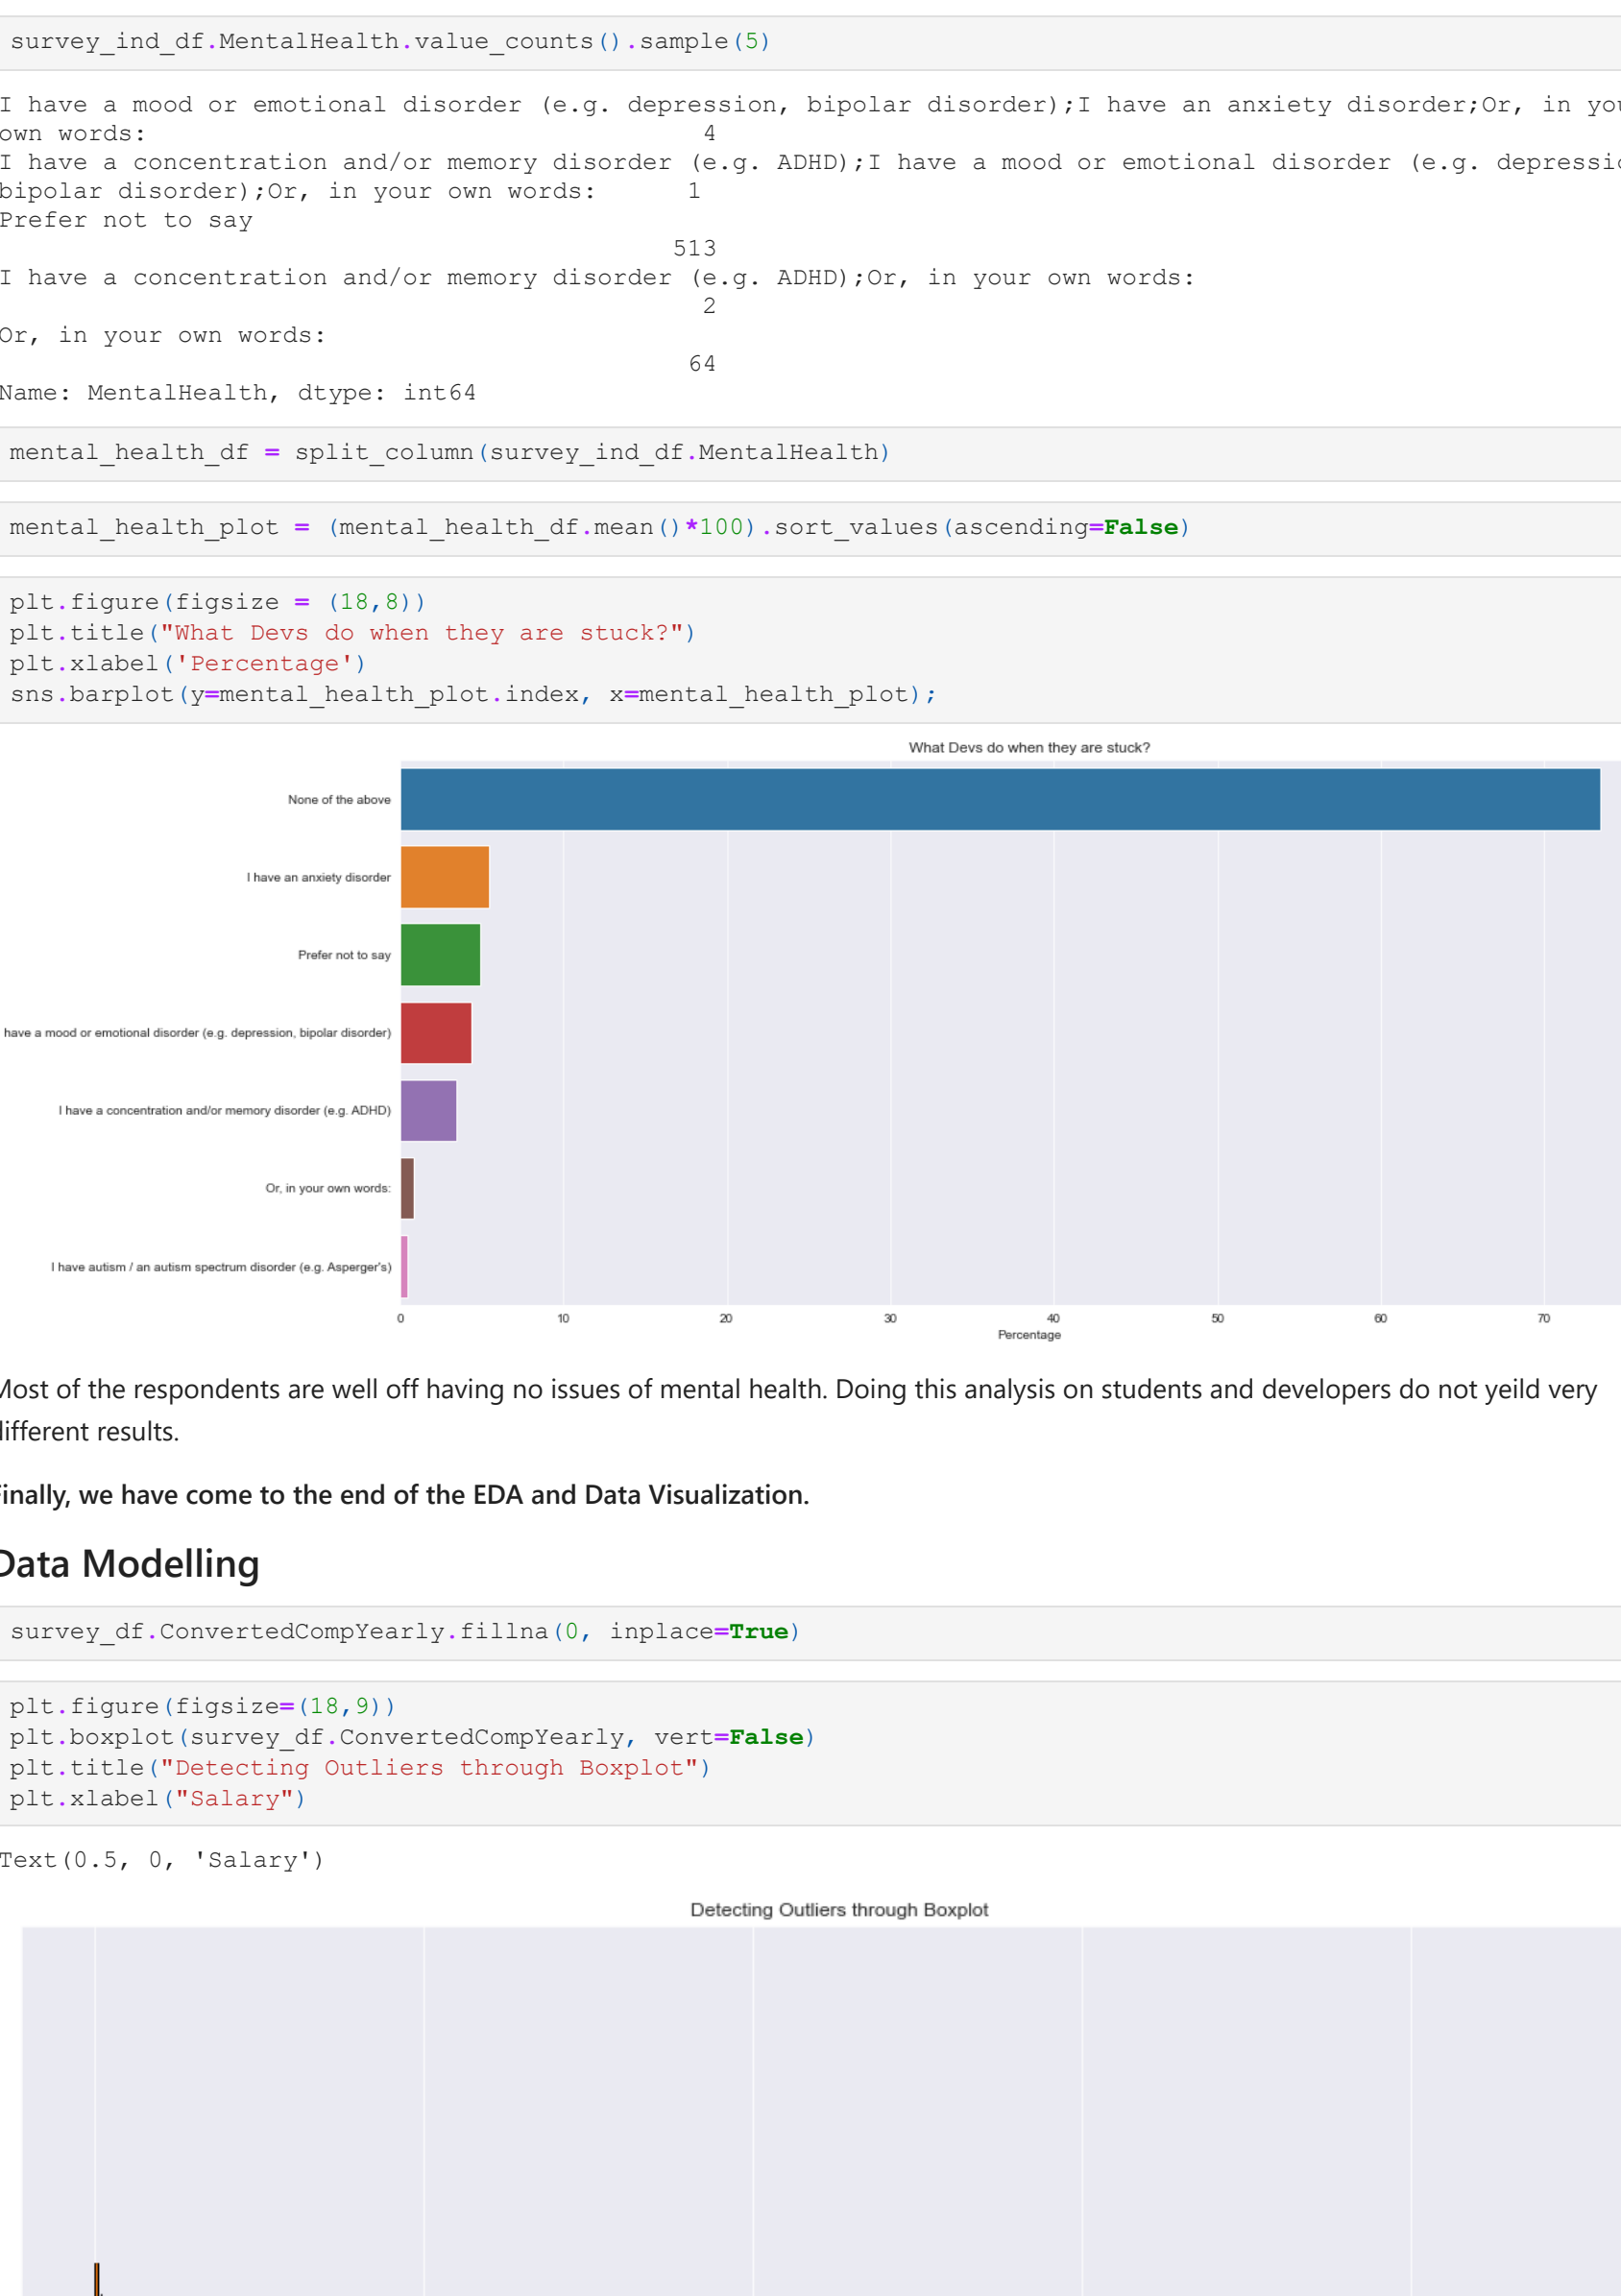 survey_ind_df.MentalHealth.value_counts().sample(5)
I have a mood or emotional disorder (e.g. depression, bipolar disorder);I have an anxiety disorder;Or, in
own words: 4
I have a concentration and/or memory disorder (e.g. ADHD);I have a mood or emotional disorder (e.g.
bipolar disorder);Or, in your own words: 1
Prefer not to say
513
I have a concentration and/or memory disorder (e.g. ADHD);Or, in your own words:
2
Or, in your own words:
64
Name: MentalHealth, dtype: int64
mental_health_df = split_column(survey_ind_df.MentalHealth)
mental_health_plot = (mental_health_df.mean()*100).sort_values(ascending=False)
plt.figure(figsize = (18,8))
plt.title("What Devs do when they are stuck?")
plt.xlabel('Percentage')
sns.barplot(y=mental_health_plot.index, x=mental_health_plot);
What Devs do when they are stuck?
None of the above
I have an anxiety disorder
Prefer not to say
have a mood or emotional disorder (e.g. depression, bipolar disorder)
I have a concentration and/or memory disorder (e.g. ADHD)
Or, in your own words:
I have autism / an autism spectrum disorder (e.g. Asperger's)
0 10 20 30 40 50 60 70
Percentage
Most of the respondents are well off having no issues of mental health. Doing this analysis on students and developers do not yeild very
different results.
Finally, we have come to the end of the EDA and Data Visualization.
Data Modelling
survey_df.ConvertedCompYearly.fillna(0, inplace=True)
plt.figure(figsize=(18,9))
plt.boxplot(survey_df.ConvertedCompYearly, vert=False)
plt.title("Detecting Outliers through Boxplot")
plt.xlabel("Salary")
Text(0.5, 0, 'Salary')
Detecting Outliers through Boxplot